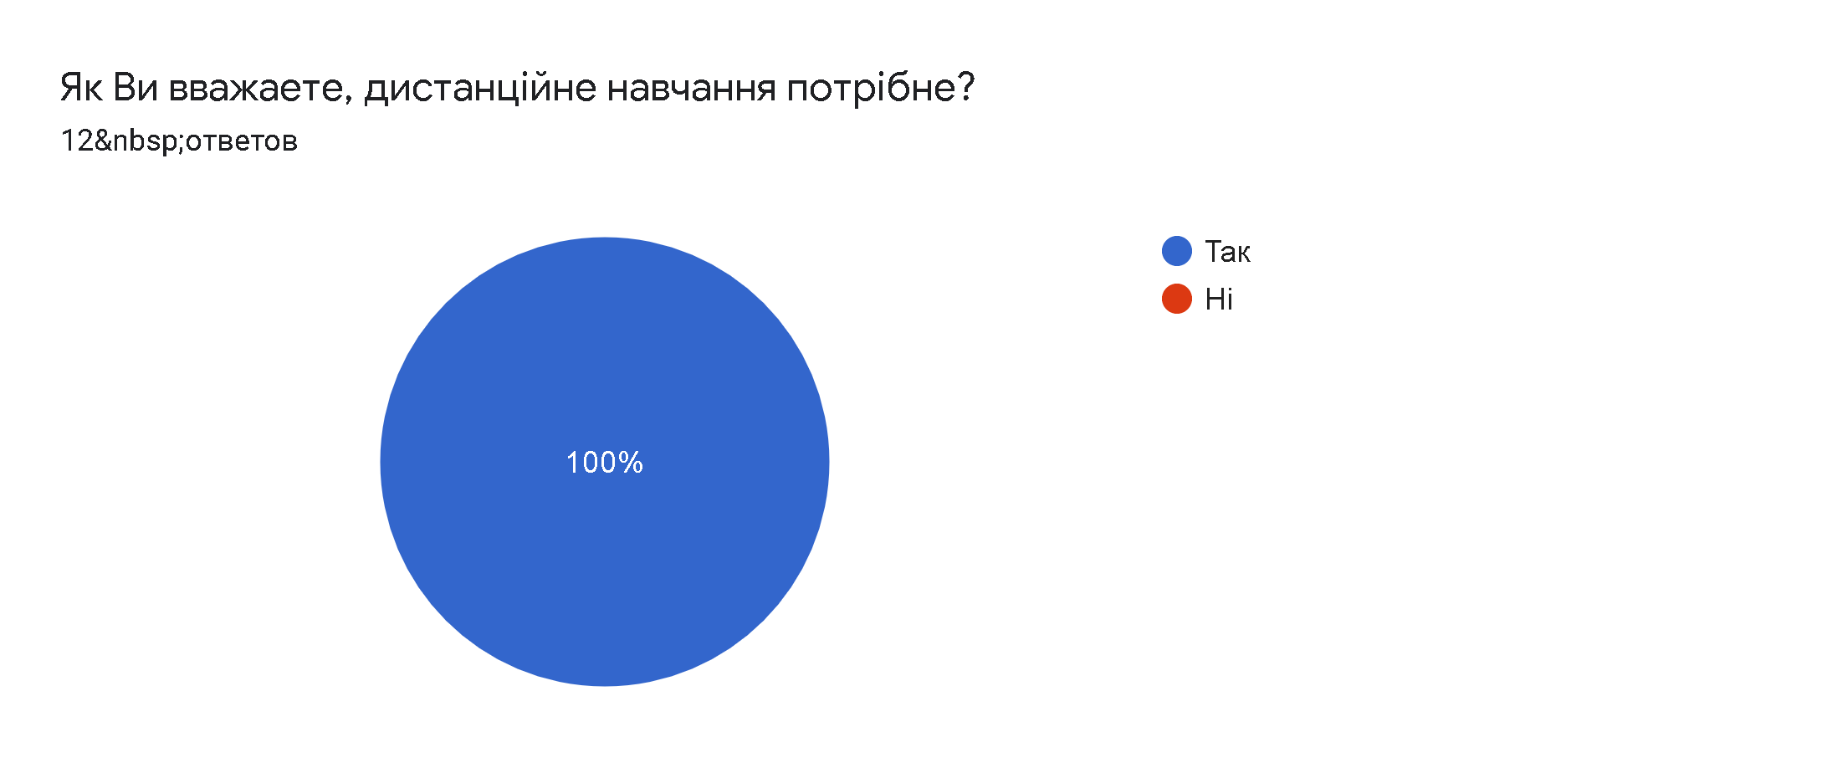 Як Ви вважаете, дистанційне навчання потрібне?
12&nbsp;ответов
Так
Ні
100%